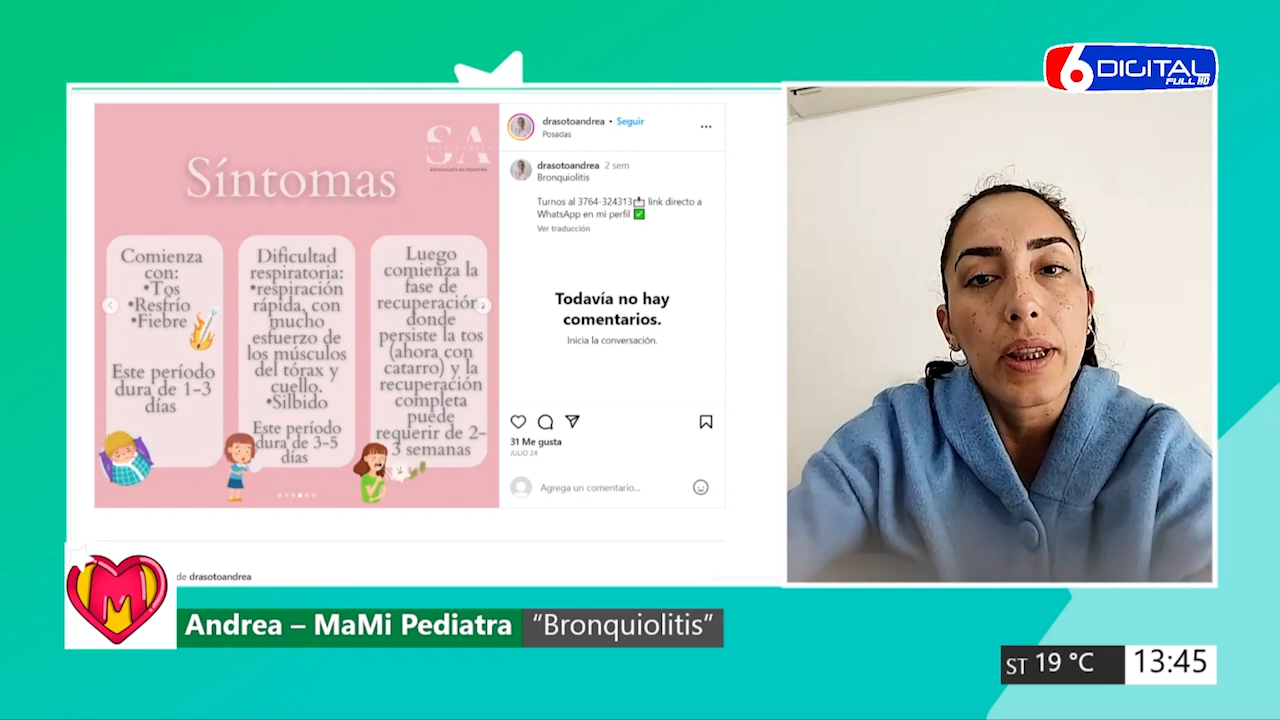 6 DIGITAL
FULL HD
SA
ESPECIALISTA EN PEDIATRÍA
Síntomas
Comienza
con:
•Tos
•Resfrío
•Fiebre
Este período
dura de 1-3
días
Dificultad
respiratoria:
•respiración
rápida, con
mucho
esfuerzo de
los músculos
del tórax y
cuello.
•Silbido
Este período
dura de 3-5
días
Luego
comienza la
fase de
recuperación
donde
persiste la tos
(ahora con
catarro) y la
recuperación
completa
puede
requerir de 2-
3 semanas
drasotoandrea • Seguir
Posadas
drasotoandrea 2 sem
Bronquiolitis
Turnos al 3764-324313 link directo a
WhatsApp en mi perfil
Ver traducción
Todavía no hay
comentarios.
Inicia la conversación.
31 Me gusta
JULIO 24
Agrega un comentario...
de drasotoandrea
M
Andrea – MaMi Pediatra “Bronquiolitis”
ST 19 °C 13:45